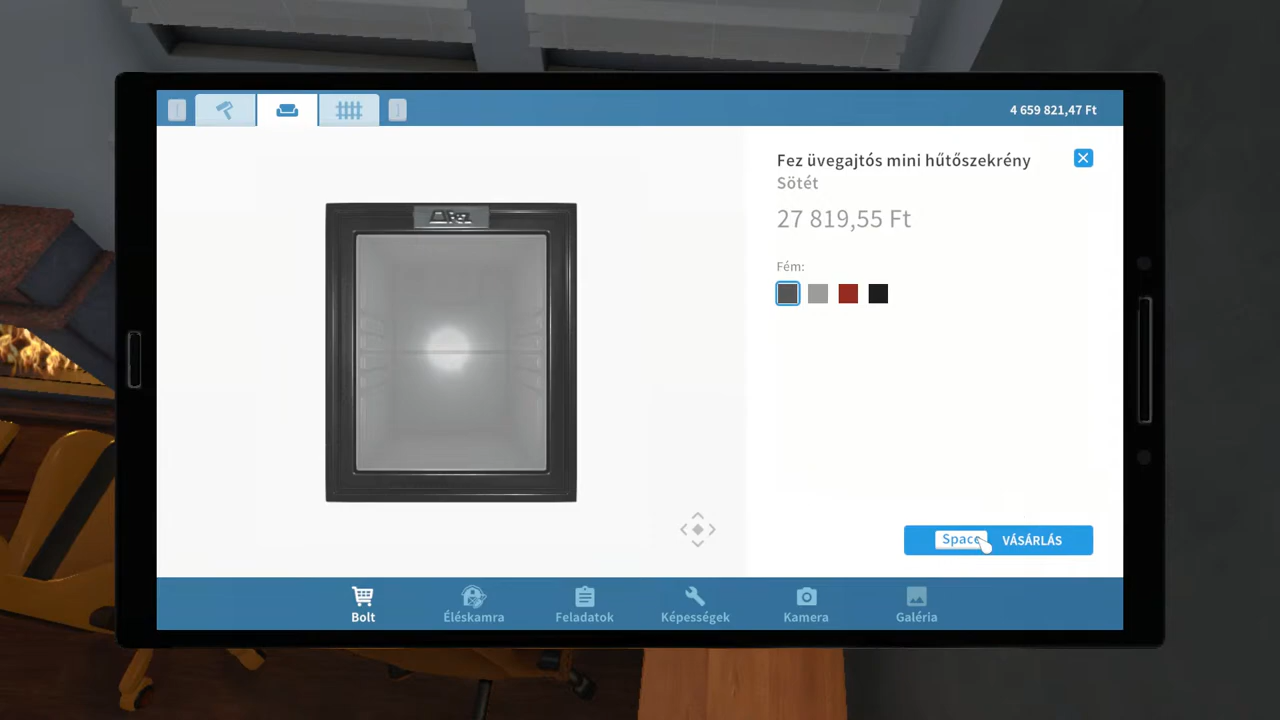 4 659 821,47 Ft
Fez üvegajtós mini hűtőszekrény
Sötét
27 819,55 Ft
Fém:
Space VÁSÁRLÁS
Bolt
Éléskamra
Feladatok
Képességek
Kamera
Galéria